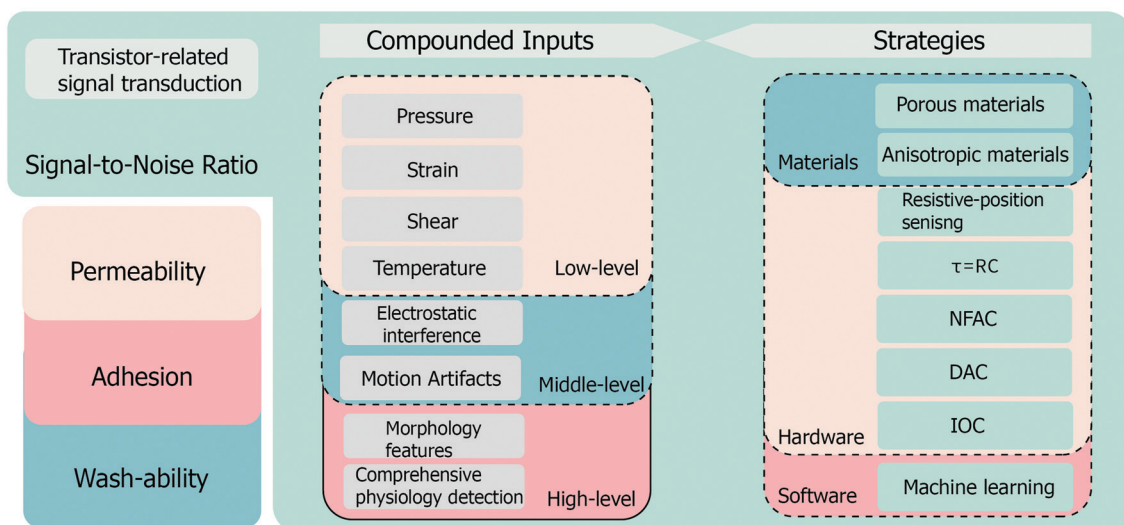 Transistor-related
signal transduction
Signal-to-Noise Ratio
Permeability
Adhesion
Wash-ability
Compounded Inputs
Pressure
Strain
Shear
Temperature
Low-level
Electrostatic
interference
Motion Artifacts
Middle-level
Morphology
features
Comprehensive
physiology detection
High-level
Strategies
Porous materials
Anisotropic materials
Materials
Resistive-position
senisng
τ=RC
NFAC
DAC
IOC
Hardware
Machine learning
Software